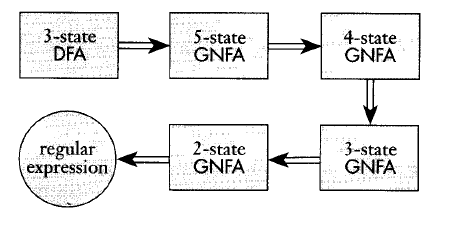 3-state
DFA
5-state
GNFA
4-state
GNFA
3-state
GNFA
2-state
GNFA
regular
expression